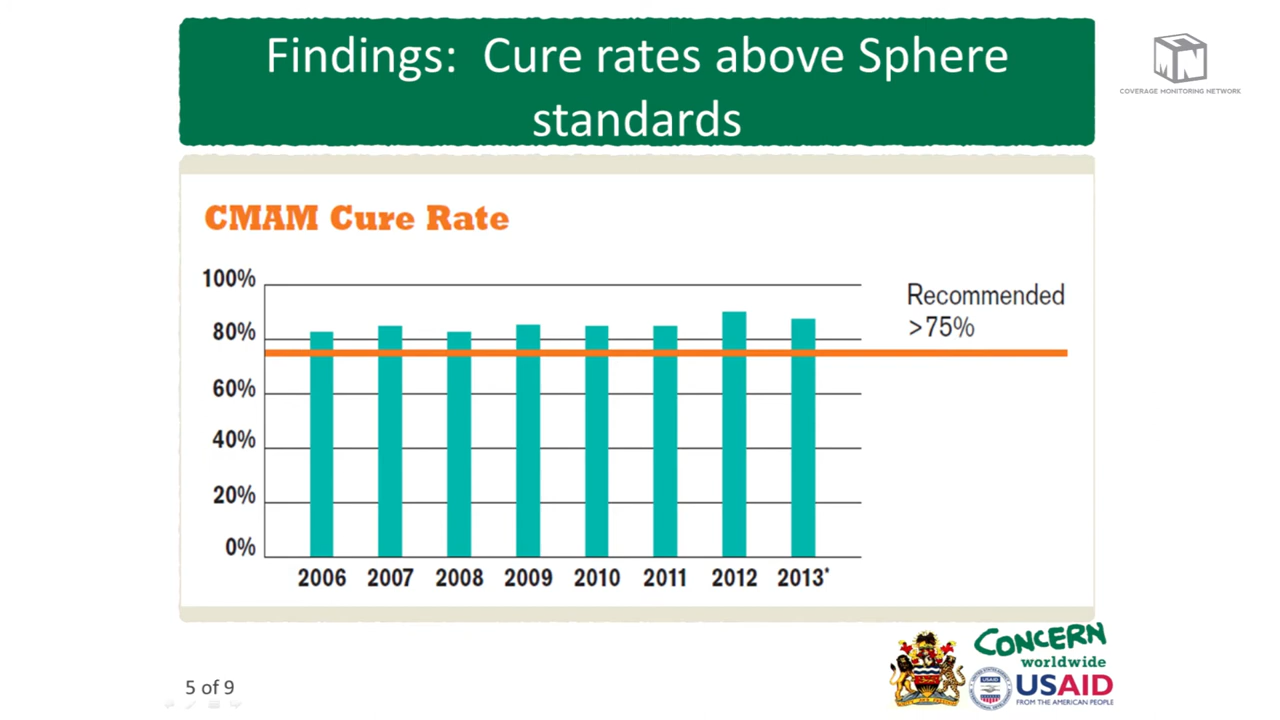 Findings:  Cure rates above Sphere
standards
COVERAGE MONITORING NETWORK
CMAM Cure Rate
100%
80%
60%
40%
20%
0%
Recommended
>75%
2006 2007 2008 2009 2010 2011 2012 2013*
CONCERN
worldwide
USAID
FROM THE AMERICAN PEOPLE
5 of 9